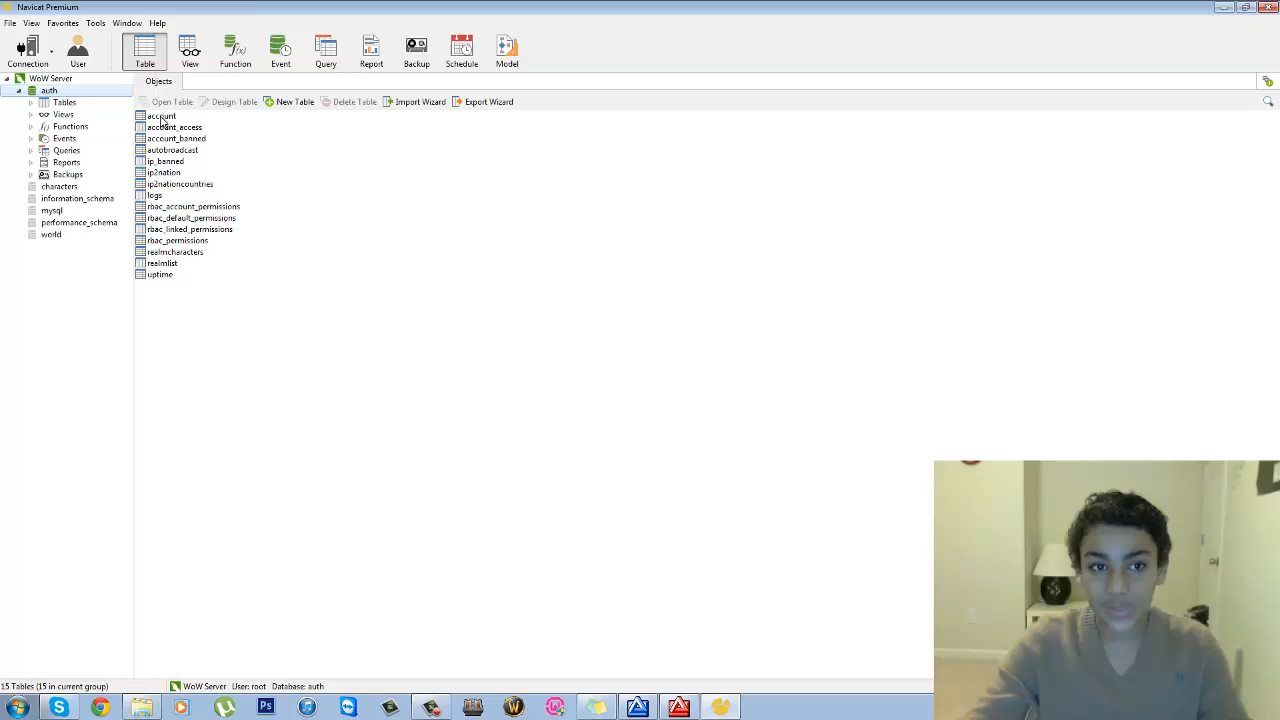 Navicat Premium
File View Favorites Tools Window Help
Connection User Table View Function Event Query Report Backup Schedule Model
WoW Server
Objects
auth
Open Table Design Table New Table Delete Table Import Wizard Export Wizard
Tables
Views
Functions
Events
Queries
Reports
Backups
characters
information_schema
mysql
performance_schema
world
account
account_access
account_banned
autobroadcast
ip_banned
ip2nation
ip2nationcountries
logs
rbac_account_permissions
rbac_default_permissions
rbac_linked_permissions
rbac_permissions
realmcharacters
realmlist
uptime
15 Tables (15 in current group) WoW Server User: root Database: auth